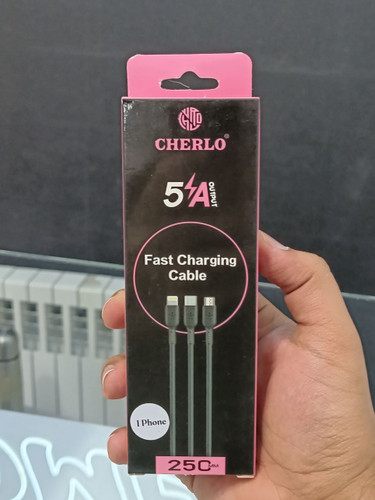 CHERLO®
5A
OUTPUT
Fast Charging
Cable
I Phone
250